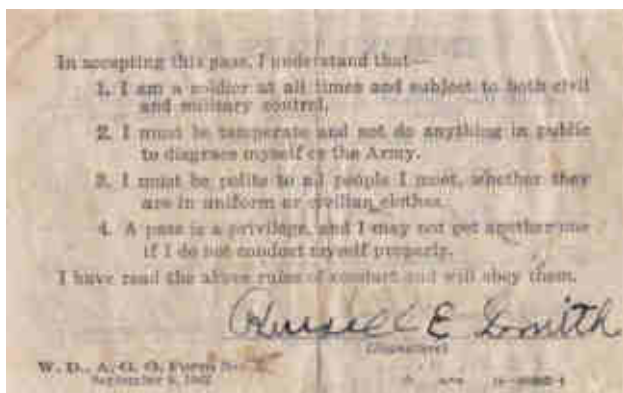 In accepting this pass, I understand that—
1. I am a soldier at all times and subject to both civil
and military control.
2. I must be temperate and not do anything in public
to disgrace myself or the Army.
3. I must be polite to all people I meet, whether they
are in uniform or civilian clothes.
4. A pass is a privilege, and I may not get another one
if I do not conduct myself properly.
I have read the above rules of conduct and will obey them.
Russell E Smith
(Signature)
W. D., A. G. O. Form No.
September